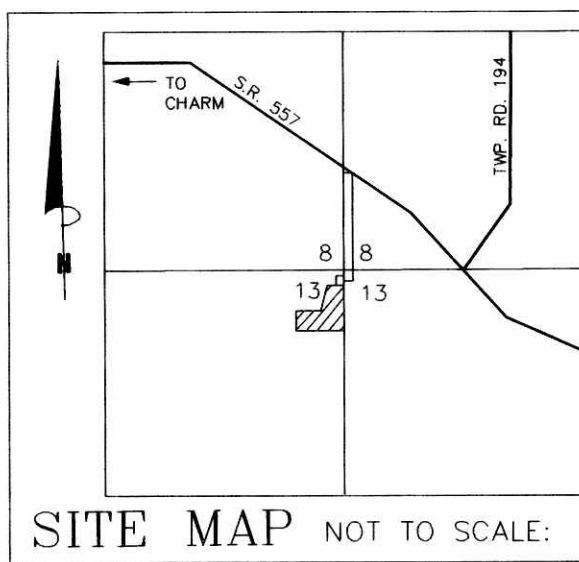 TO
CHARM
S.R. 557
TWP. RD. 194
N
8 8
13 13
SITE MAP NOT TO SCALE: